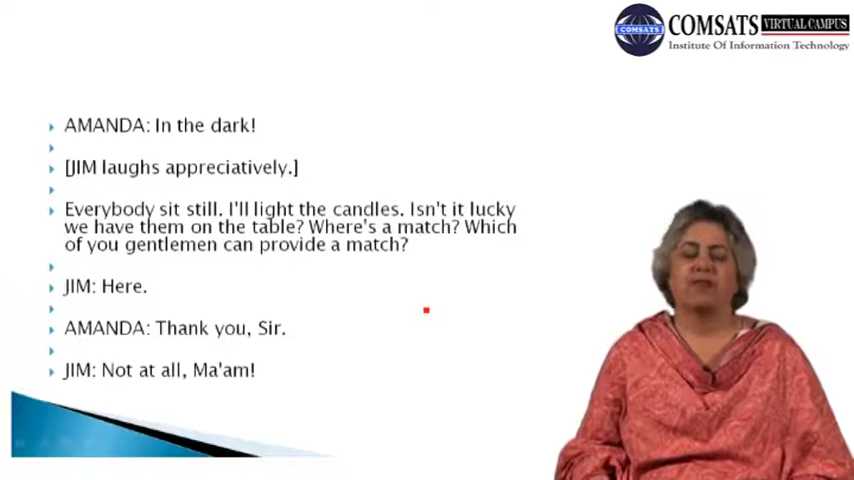 COMSATS VIRTUAL CAMPUS
COMSATS
Institute Of Information Technology
AMANDA: In the dark!
[JIM laughs appreciatively.]
Everybody sit still. I'll light the candles. Isn't it lucky
we have them on the table? Where's a match? Which
of you gentlemen can provide a match?
JIM: Here.
AMANDA: Thank you, Sir.
JIM: Not at all, Ma'am!